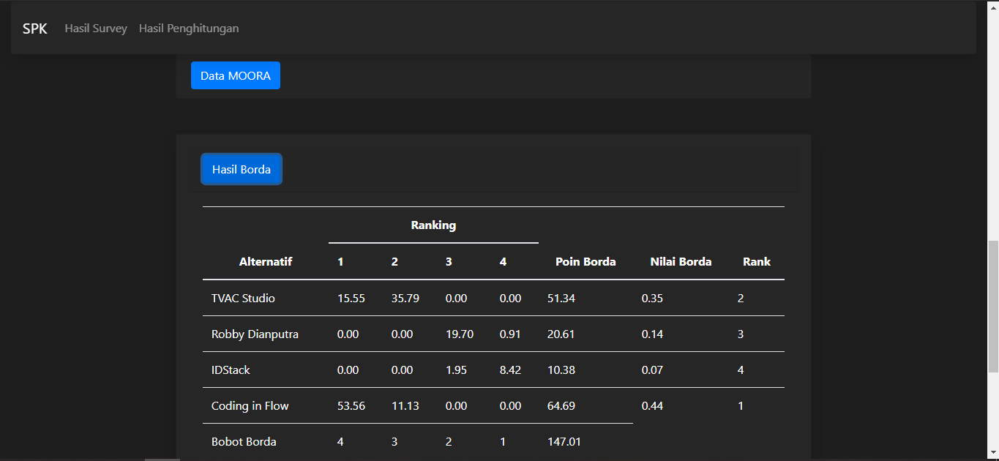 SPK Hasil Survey Hasil Penghitungan
Data MOORA
Hasil Borda
Ranking
Alternatif 1 2 3 4 Poin Borda Nilai Borda Rank
TVAC Studio 15.55 35.79 0.00 0.00 51.34 0.35 2
Robby Dianputra 0.00 0.00 19.70 0.91 20.61 0.14 3
IDStack 0.00 0.00 1.95 8.42 10.38 0.07 4
Coding in Flow 53.56 11.13 0.00 0.00 64.69 0.44 1
Bobot Borda 4 3 2 1 147.01